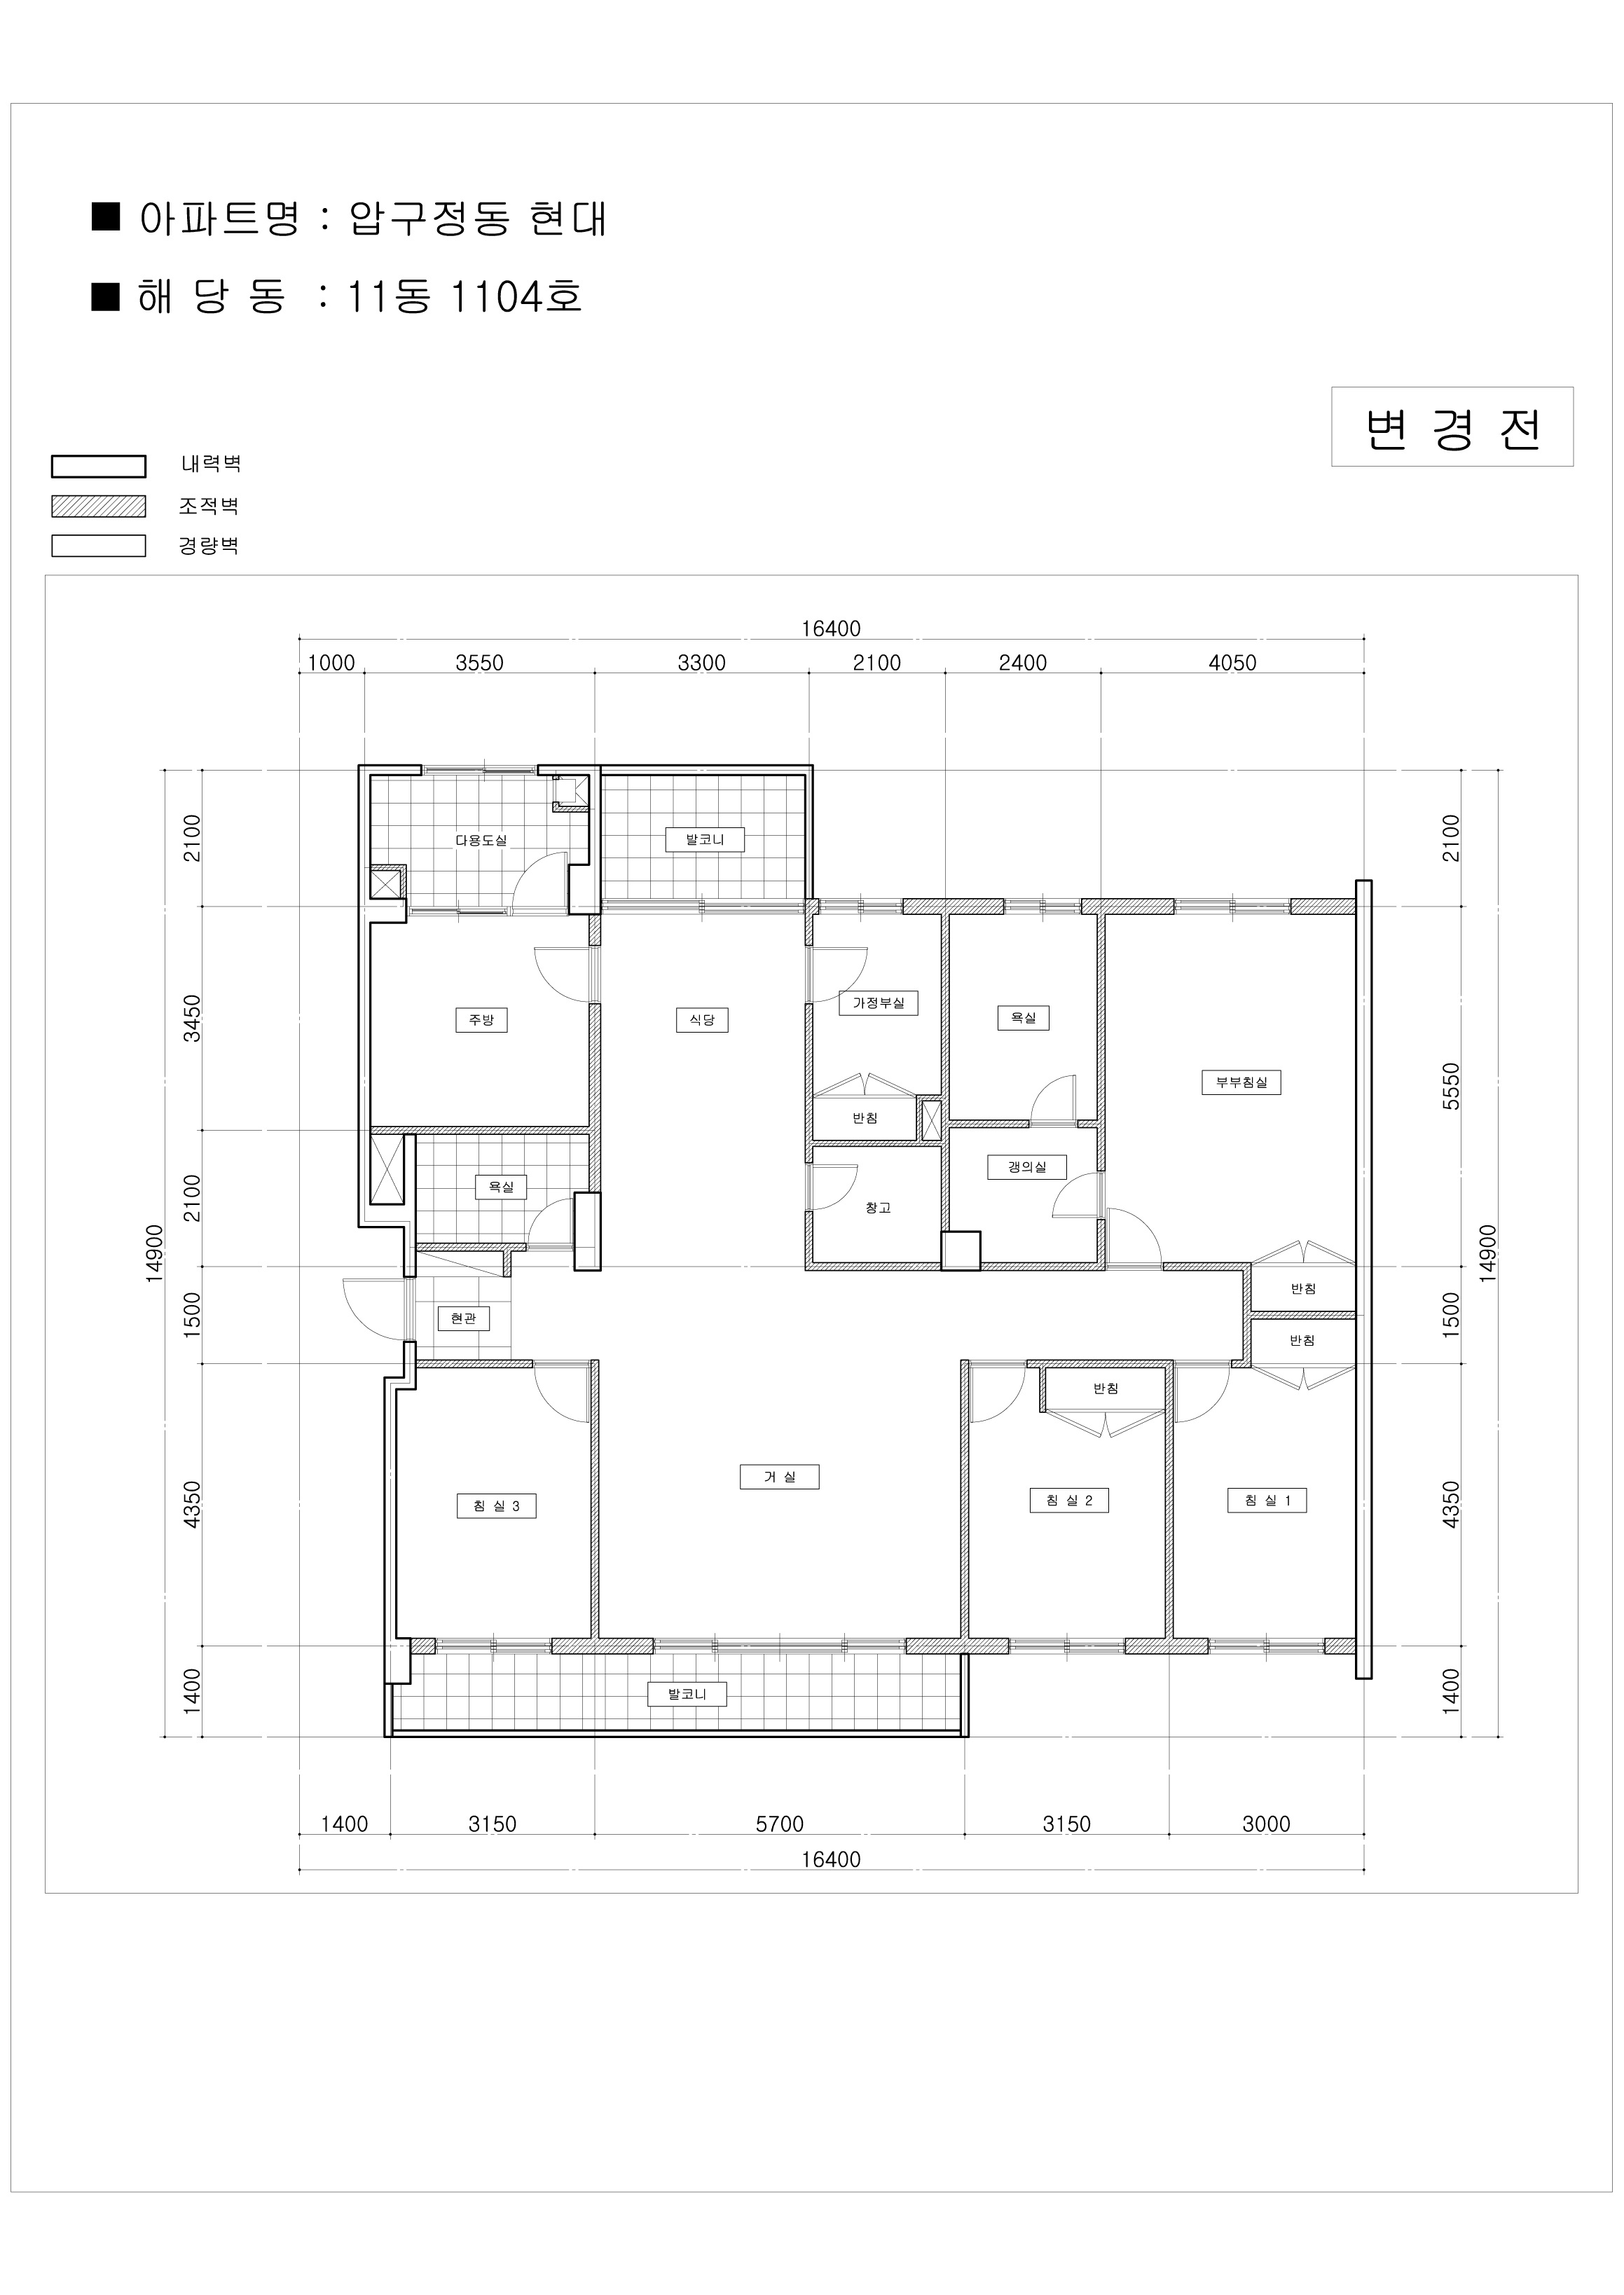 ■ 아파트명 : 압구정동 현대
■ 해 당 동 : 11동 1104호
변 경 전
내력벽
조적벽
경량벽
16400
1000 3550 3300 2100 2400 4050
2100 3450 2100 1500 4350 1400
14900
2100 5550 1500 4350 1400
14900
다용도실
발코니
주방
식당
가정부실
욕실
부부침실
반침
욕실
갱의실
창고
현관
반침
반침
반침
거 실
침 실 3
침 실 2
침 실 1
발코니
1400 3150 5700 3150 3000
16400